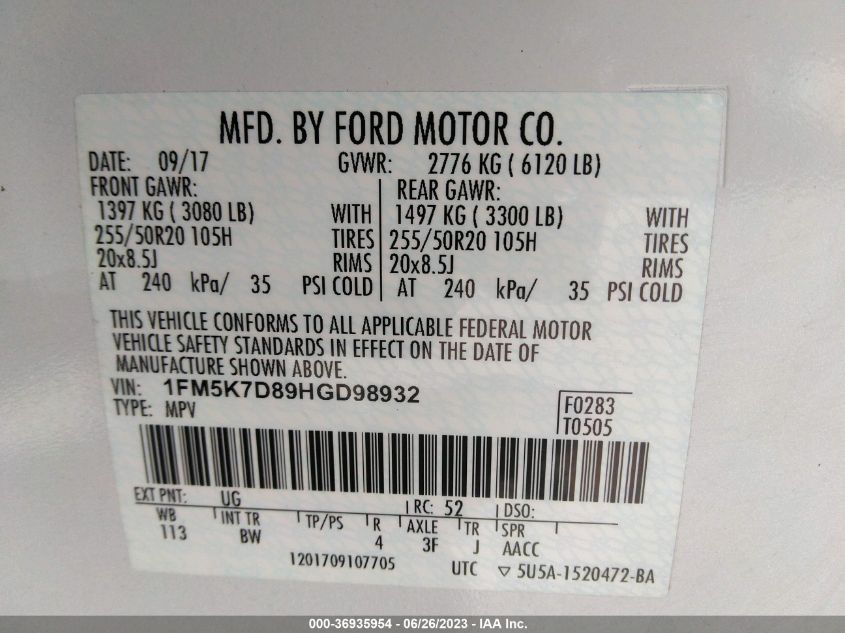 MFD. BY FORD MOTOR CO.
DATE: 09/17 GVWR: 2776 KG ( 6120 LB)
FRONT GAWR: REAR GAWR:
1397 KG ( 3080 LB) WITH 1497 KG ( 3300 LB) WITH
255/50R20 105H TIRES 255/50R20 105H TIRES
20x8.5J RIMS 20x8.5J RIMS
AT 240 kPa/ 35 PSI COLD AT 240 kPa/ 35 PSI COLD
THIS VEHICLE CONFORMS TO ALL APPLICABLE FEDERAL MOTOR
VEHICLE SAFETY STANDARDS IN EFFECT ON THE DATE OF
MANUFACTURE SHOWN ABOVE.
VIN: 1FM5K7D89HGD98932 F0283
TYPE: MPV T0505
EXT PNT: UG RC: 52 DSO:
WB INT TR TP/PS R AXLE TR SPR
113 BW 4 3F J AACC
1201709107705 UTC ▽ 5U5A-1520472-BA
000-36935954 - 06/26/2023 - IAA Inc.